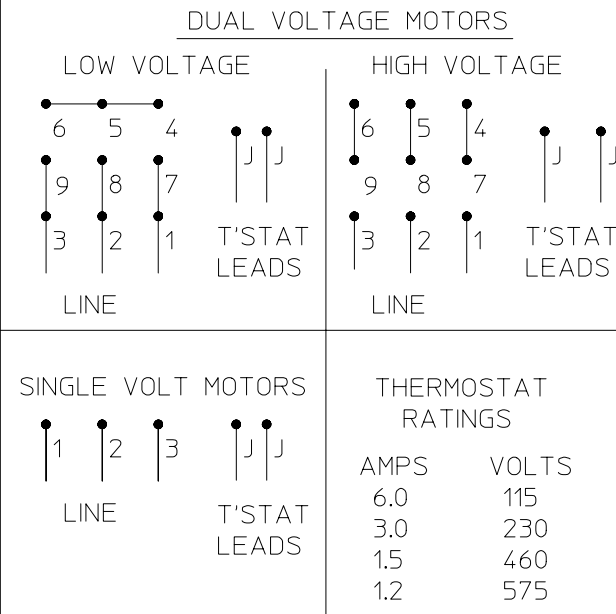 DUAL VOLTAGE MOTORS
LOW VOLTAGE
6 5 4
J J
9 8 7
3 2 1
T'STAT
LEADS
LINE
HIGH VOLTAGE
6 5 4
J J
9 8 7
3 2 1
T'STAT
LEADS
LINE
SINGLE VOLT MOTORS
1 2 3 J J
LINE
T'STAT
LEADS
THERMOSTAT
RATINGS
AMPS VOLTS
6.0 115
3.0 230
1.5 460
1.2 575